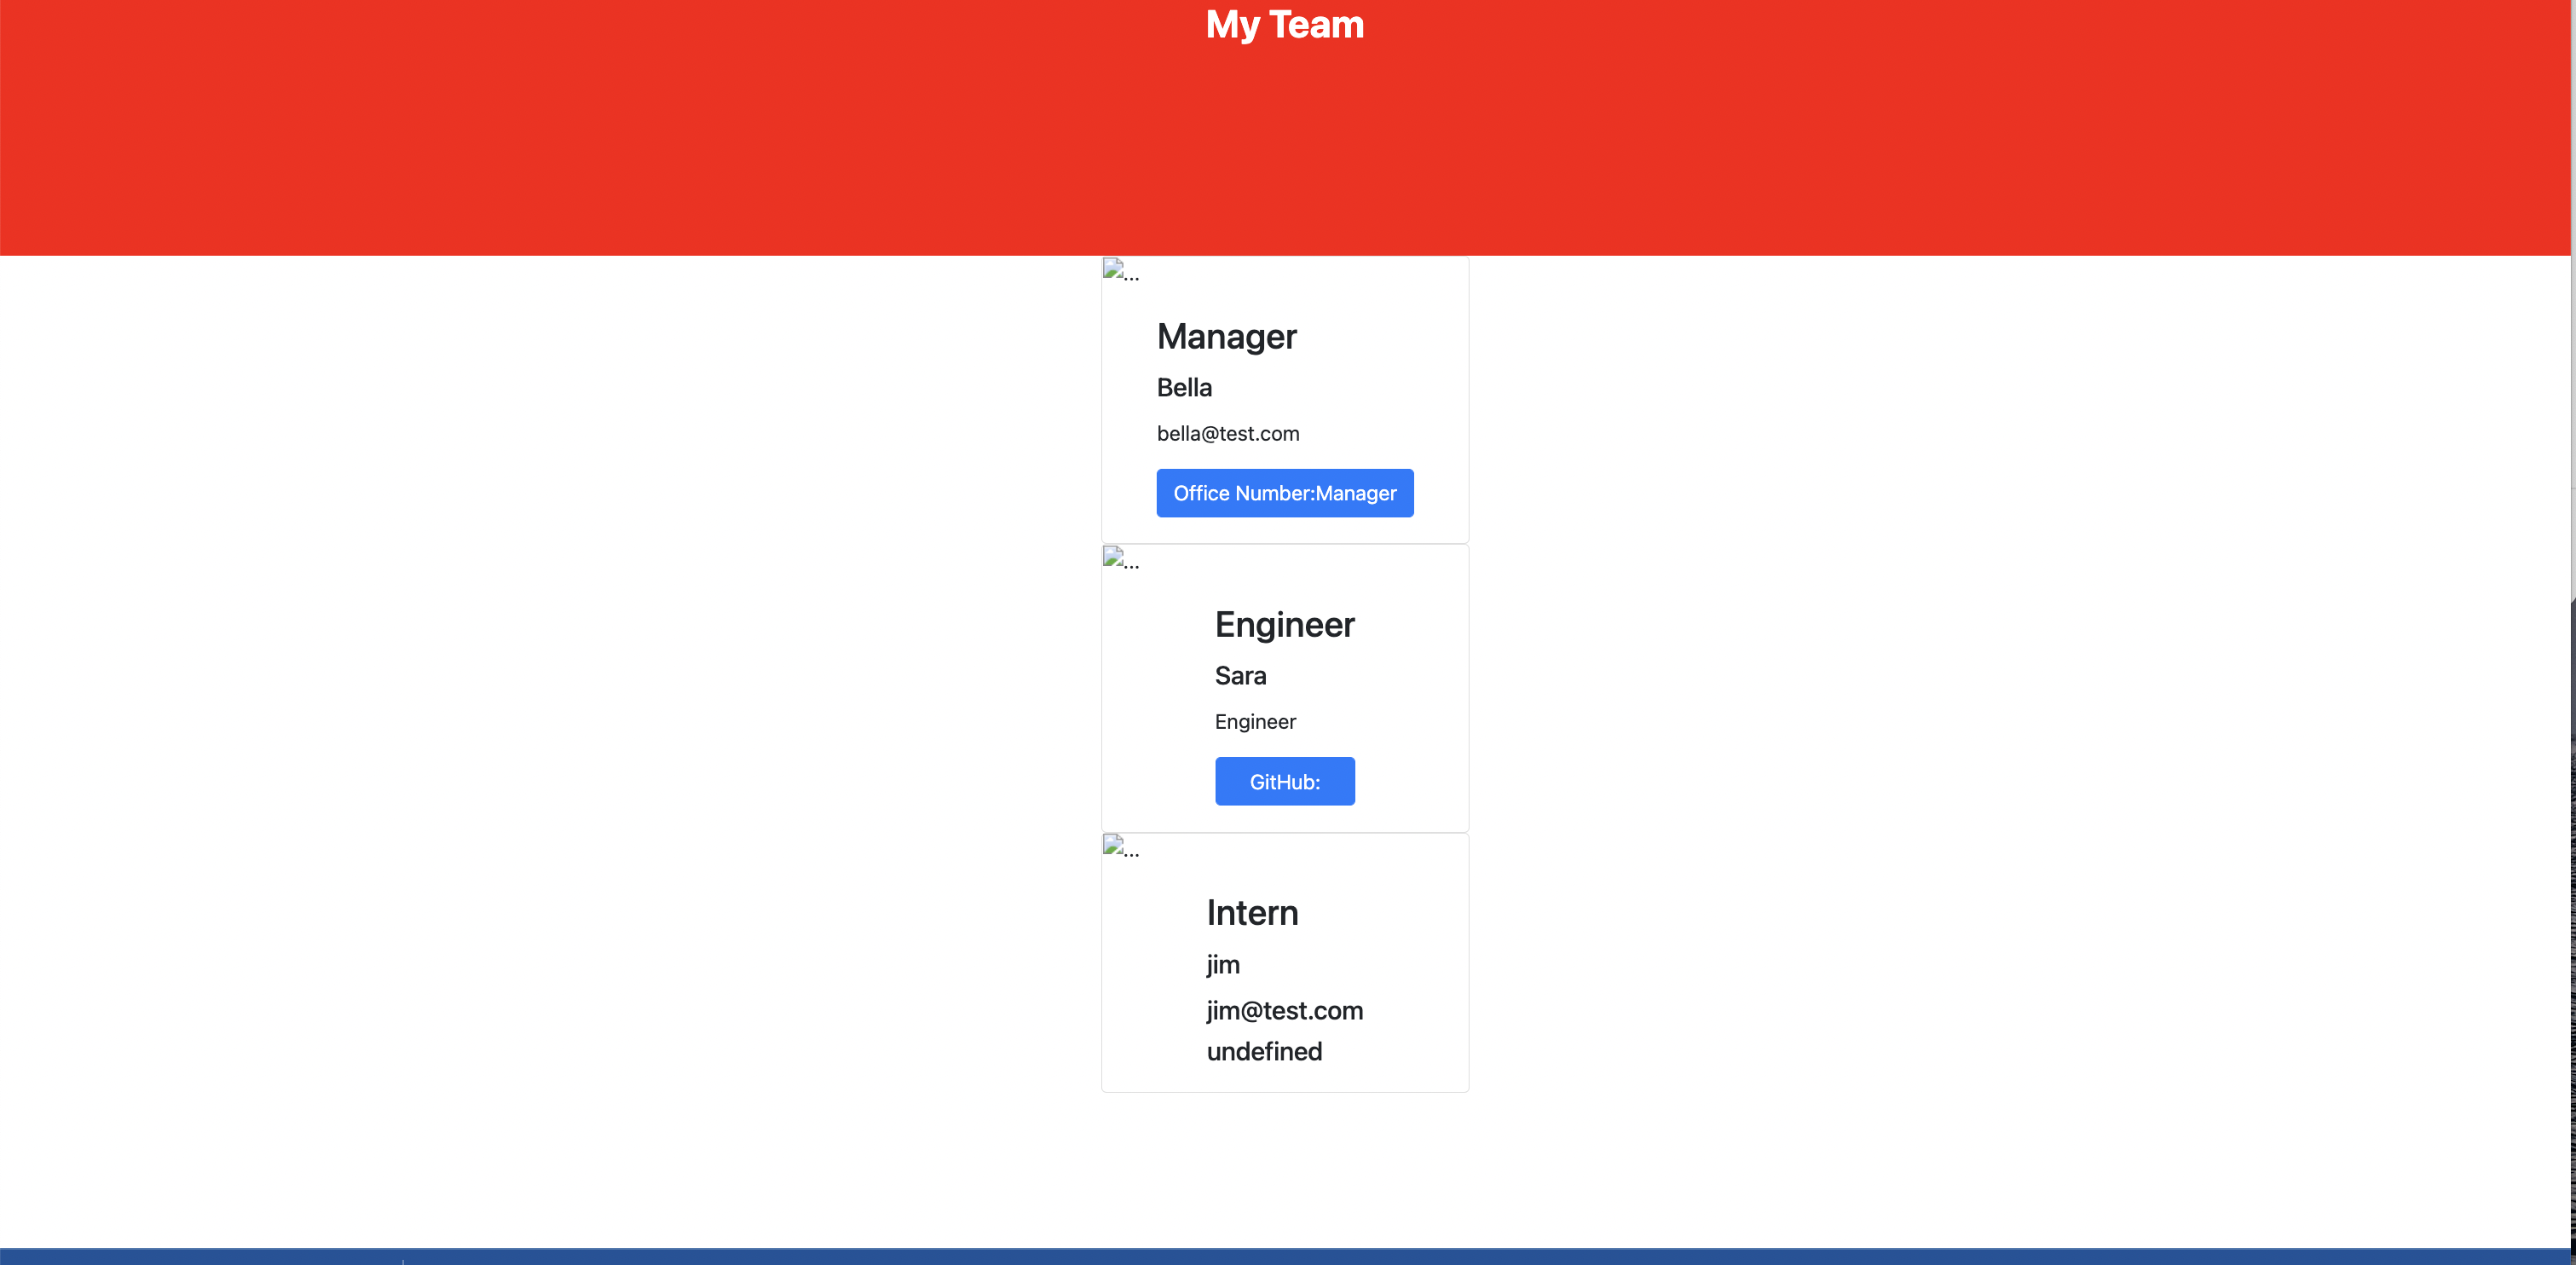 My Team
...
Manager
Bella
bella@test.com
Office Number:Manager
...
Engineer
Sara
Engineer
GitHub:
...
Intern
jim
jim@test.com
undefined